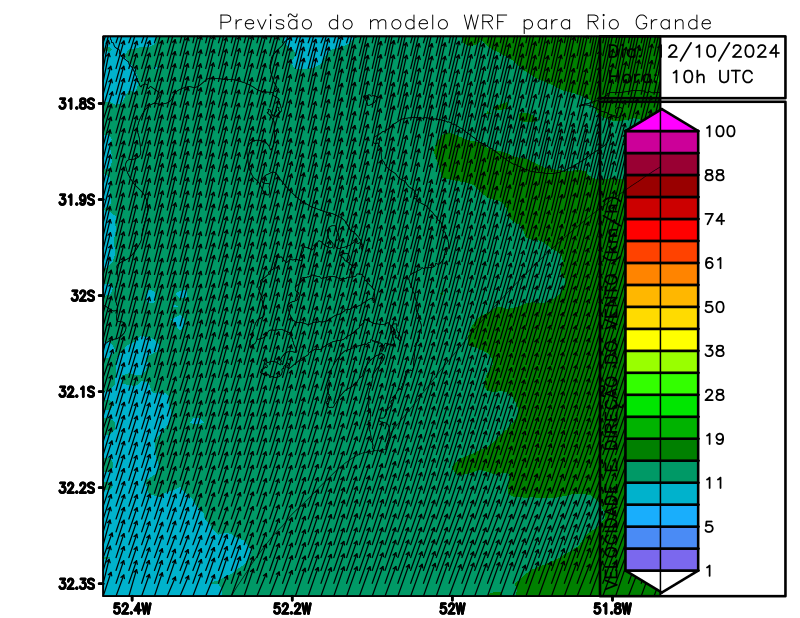 Previsão do modelo WRF para Rio Grande
Dia: 2/10/2024
Hora: 10h UTC
VELOCIDADE E DIREÇÃO DO VENTO (km/h)
100
88
74
61
50
38
28
19
11
5
1
31.8S
31.9S
32S
32.1S
32.2S
32.3S
52.4W
52.2W
52W
51.8W